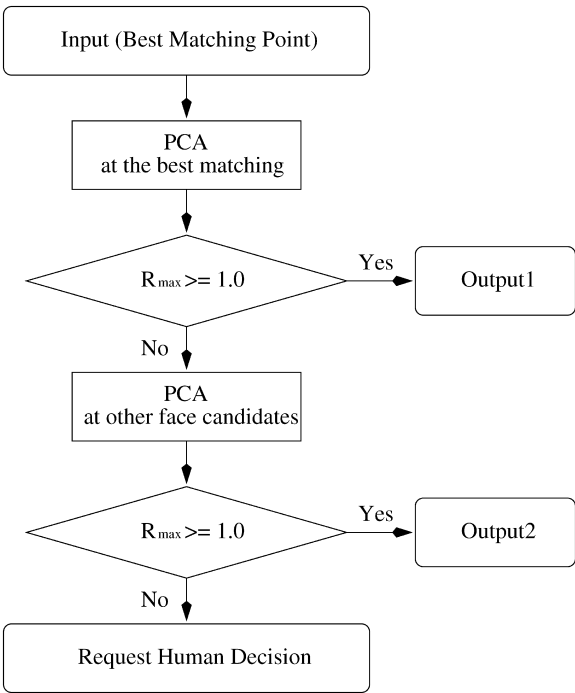 Input (Best Matching Point)
PCA
at the best matching
Rmax >= 1.0
Yes
Output1
No
PCA
at other face candidates
Rmax >= 1.0
Yes
Output2
No
Request Human Decision